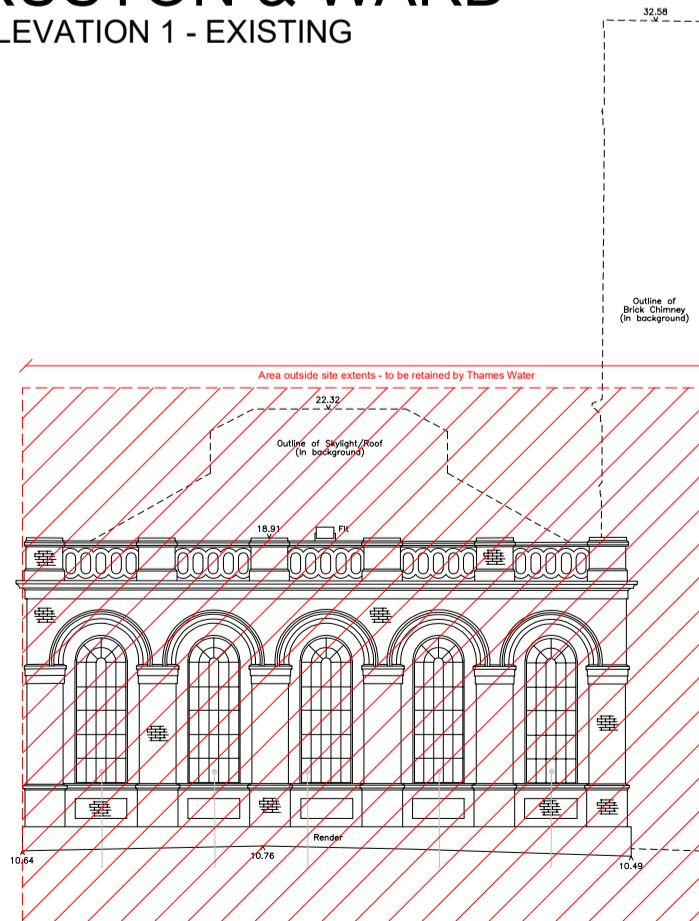 RUSTON & WARD
LEVATION 1 - EXISTING
32.58
Outline of
Brick Chimney
(In background)
Area outside site extents - to be retained by Thames Water
22.32
Outline of Skylight/Roof
(In background)
18.91
Flt
Render
10.64
10.76
10.49